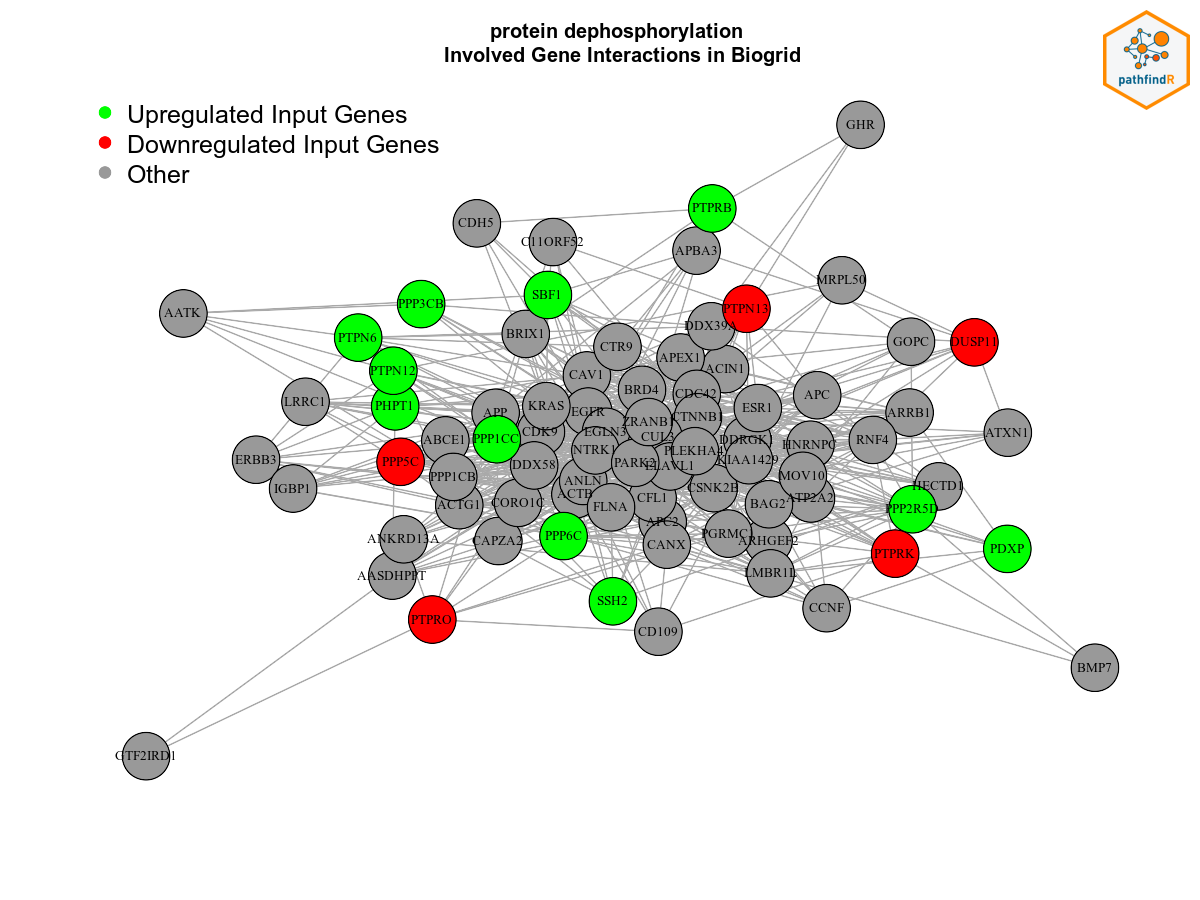 protein dephosphorylation
Involved Gene Interactions in Biogrid
pathfindR
Upregulated Input Genes
Downregulated Input Genes
Other
GHR
PTPRB
CDH5
C11ORF52
APBA3
MRPL50
SBF1
PPP3CB
AATK
PTPN13
DDX39A
PTPN6
BRIX1
GOPC
DUSP11
CTR9
APEX1
ACIN1
PTPN12
CAV1
BRD4
CDC42
APC
LRRC1
PHPT1
KRAS
EGFR
ESR1
ARRB1
APP
ZRANB1
CTNNB1
ATXN1
ABCE1
PPP1CC
CDK9
EGLN3
CUL3
DDRGK1
HNRNPC
RNF4
ERBB3
PPP5C
DDX58
NTRK1
PARK2
ELAVL1
PLEKHA4
KIAA1429
IGBP1
PPP1CB
ANLN
ACTB
CFL1
CSNK2B
MOV10
HECTD1
ACTG1
CORO1C
FLNA
BAG2
ATP2A2
PPP2R5D
APC2
ANKRD13A
CAPZA2
PPP6C
CANX
PGRMC
ARHGEF2
PTPRK
PDXP
AASDHPPT
LMBR1L
SSH2
CCNF
PTPRO
CD109
BMP7
GTF2IRD1